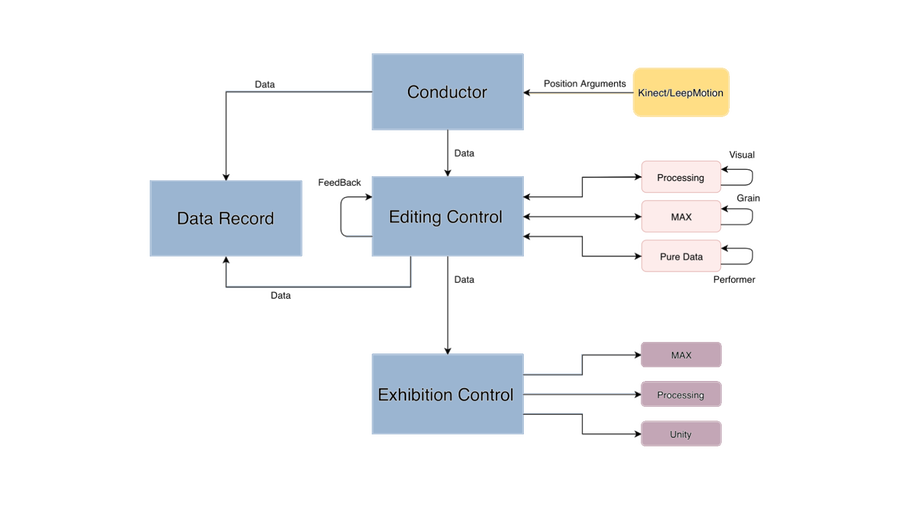 Data
Conductor
Position Arguments
Kinect/LeepMotion
Data
Visual
FeedBack
Processing
Grain
Data Record
Editing Control
MAX
Pure Data
Performer
Data
Data
MAX
Exhibition Control
Processing
Unity